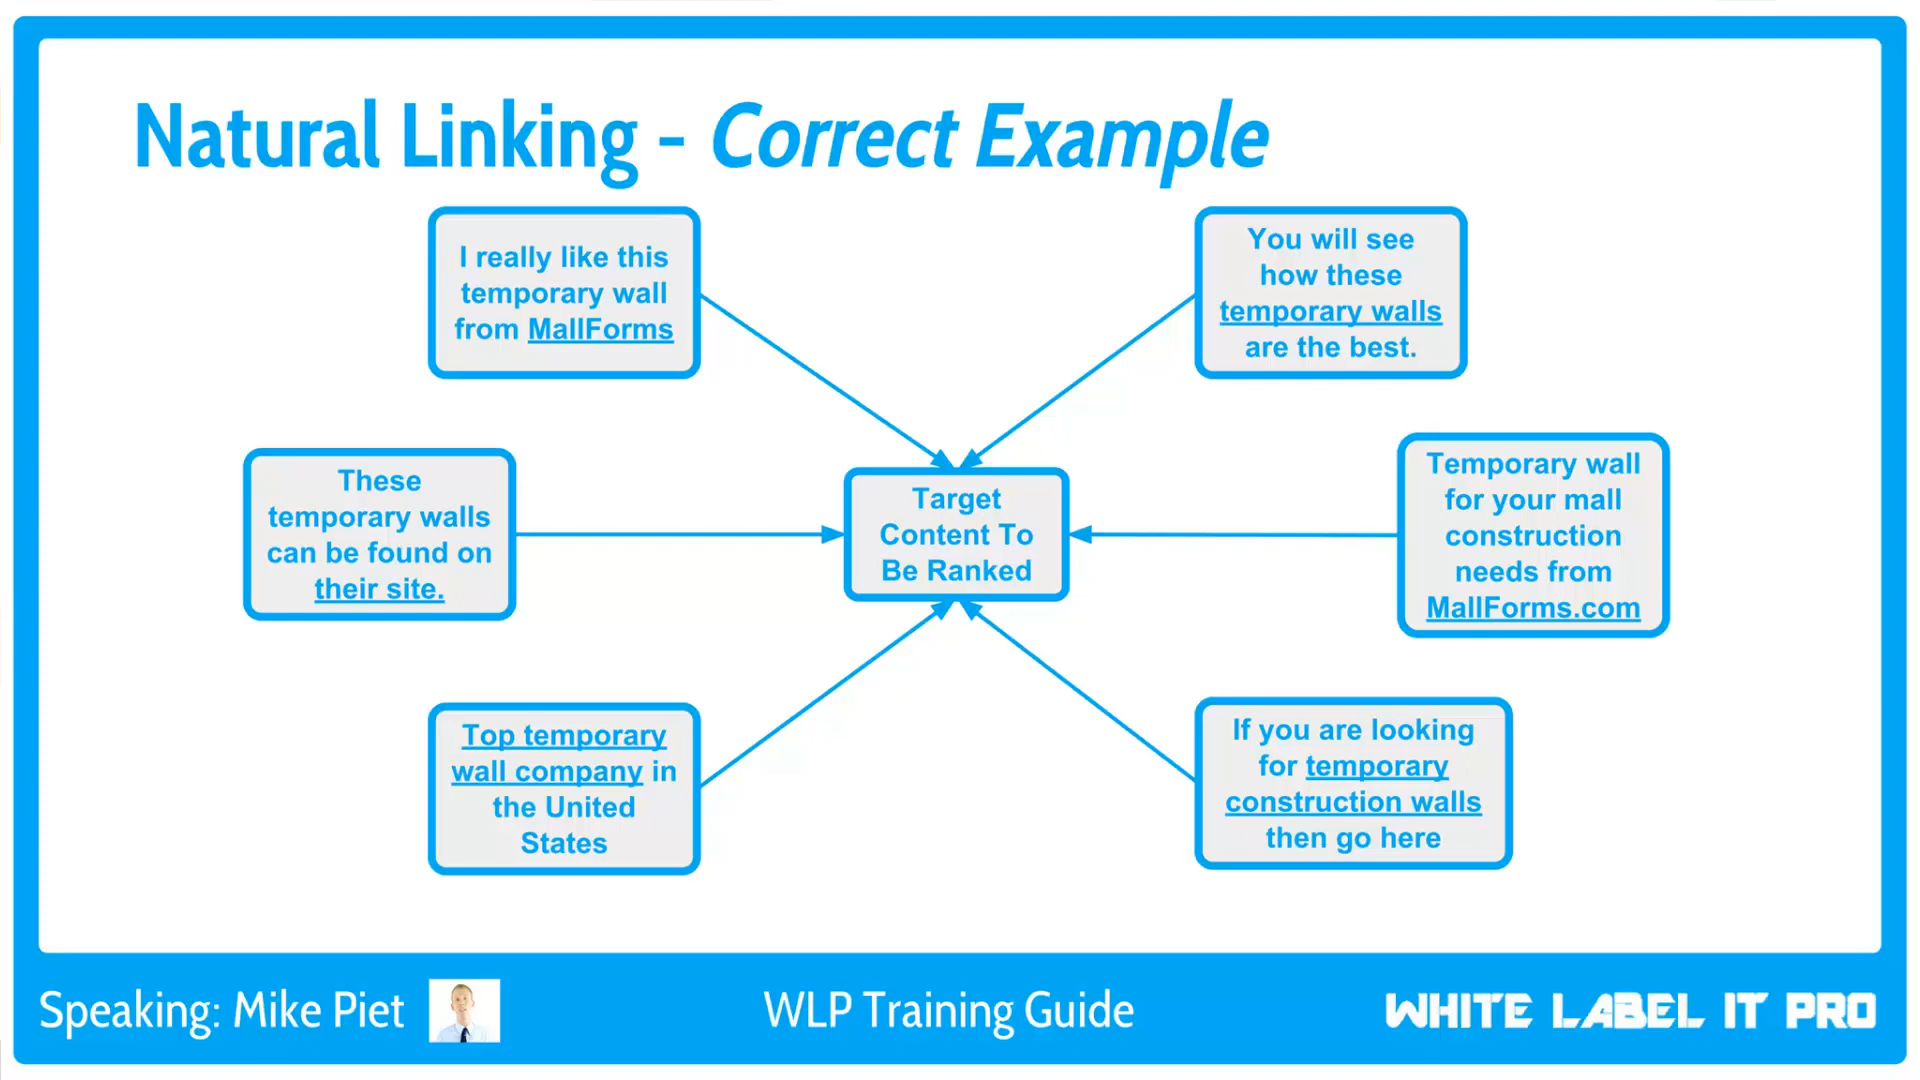 Natural Linking - Correct Example
I really like this
temporary wall
from MallForms
You will see
how these
temporary walls
are the best.
These
temporary walls
can be found on
their site.
Target
Content To
Be Ranked
Temporary wall
for your mall
construction
needs from
MallForms.com
Top temporary
wall company in
the United
States
If you are looking
for temporary
construction walls
then go here
Speaking: Mike Piet
WLP Training Guide
WHITE LABEL IT PRO